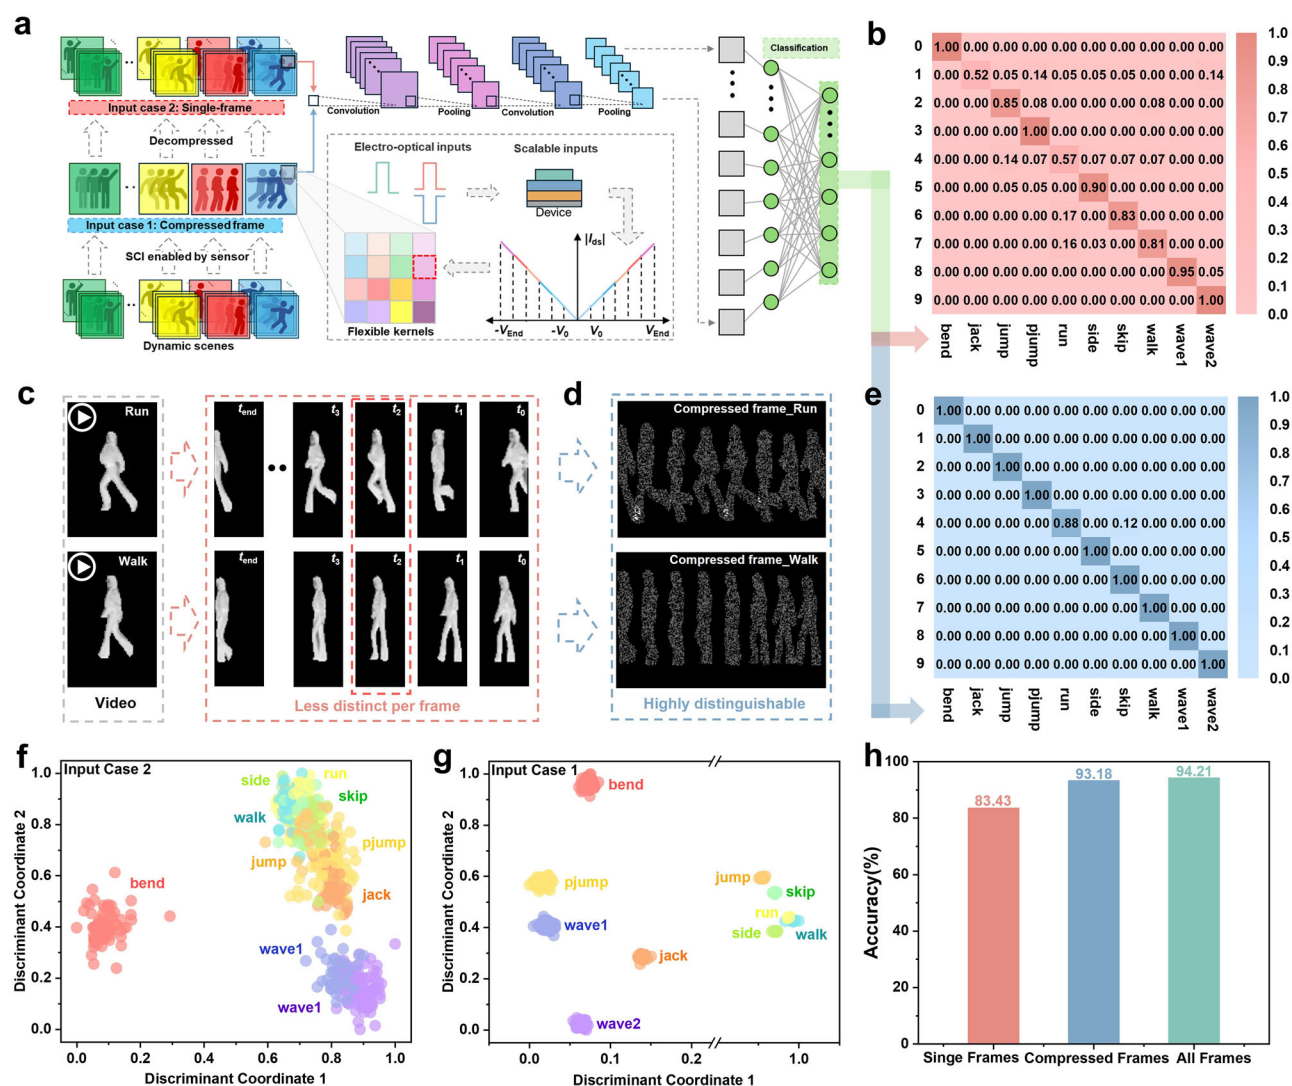 a
Input case 2: Single-frame
Decompressed
Input case 1: Compressed frame
SCI enabled by sensor
Dynamic scenes
Convolution
Pooling
Convolution
Pooling
Electro-optical inputs
Scalable inputs
Device
|Ids|
Flexible kernels
-VEnd
-V0
V0
VEnd
Classification
b
0 1.00 0.00 0.00 0.00 0.00 0.00 0.00 0.00 0.00 0.00
1 0.00 0.52 0.05 0.14 0.05 0.05 0.05 0.00 0.00 0.14
2 0.00 0.00 0.85 0.08 0.00 0.00 0.00 0.08 0.00 0.00
3 0.00 0.00 0.00 1.00 0.00 0.00 0.00 0.00 0.00 0.00
4 0.00 0.00 0.14 0.07 0.57 0.07 0.07 0.07 0.00 0.00
5 0.00 0.00 0.05 0.05 0.00 0.90 0.00 0.00 0.00 0.00
6 0.00 0.00 0.00 0.00 0.17 0.00 0.83 0.00 0.00 0.00
7 0.00 0.00 0.00 0.00 0.16 0.03 0.00 0.81 0.00 0.00
8 0.00 0.00 0.00 0.00 0.00 0.00 0.00 0.00 0.95 0.05
9 0.00 0.00 0.00 0.00 0.00 0.00 0.00 0.00 0.00 1.00
bend jack jump pjump run side skip walk wave1 wave2
1.0
0.9
0.8
0.7
0.6
0.5
0.4
0.3
0.2
0.1
0.0
c
Run
tend t3 t2 t1 t0
Walk
tend t3 t2 t1 t0
Video
Less distinct per frame
d
Compressed frame_Run
Compressed frame_Walk
Highly distinguishable
e
0 1.00 0.00 0.00 0.00 0.00 0.00 0.00 0.00 0.00 0.00
1 0.00 1.00 0.00 0.00 0.00 0.00 0.00 0.00 0.00 0.00
2 0.00 0.00 1.00 0.00 0.00 0.00 0.00 0.00 0.00 0.00
3 0.00 0.00 0.00 1.00 0.00 0.00 0.00 0.00 0.00 0.00
4 0.00 0.00 0.00 0.00 0.88 0.00 0.12 0.00 0.00 0.00
5 0.00 0.00 0.00 0.00 0.00 1.00 0.00 0.00 0.00 0.00
6 0.00 0.00 0.00 0.00 0.00 0.00 1.00 0.00 0.00 0.00
7 0.00 0.00 0.00 0.00 0.00 0.00 0.00 1.00 0.00 0.00
8 0.00 0.00 0.00 0.00 0.00 0.00 0.00 0.00 1.00 0.00
9 0.00 0.00 0.00 0.00 0.00 0.00 0.00 0.00 0.00 1.00
bend jack jump pjump run side skip walk wave1 wave2
1.0
0.9
0.8
0.7
0.6
0.5
0.4
0.3
0.2
0.1
0.0
f
Input Case 2
side
run
skip
walk
pjump
jump
jack
bend
wave1
wave1
1.0
0.8
0.6
0.4
0.2
0.0
Discriminant Coordinate 2
0.0 0.2 0.4 0.6 0.8 1.0
Discriminant Coordinate 1
g
Input Case 1
bend
pjump
wave1
jack
wave2
jump
skip
run
side
walk
1.0
0.8
0.6
0.4
0.2
0.0
Discriminant Coordinate 2
0.0 0.1 0.2 1.0
Discriminant Coordinate 1
h
100
80
60
40
20
0
Accuracy(%)
83.43
93.18
94.21
Singe Frames Compressed Frames All Frames